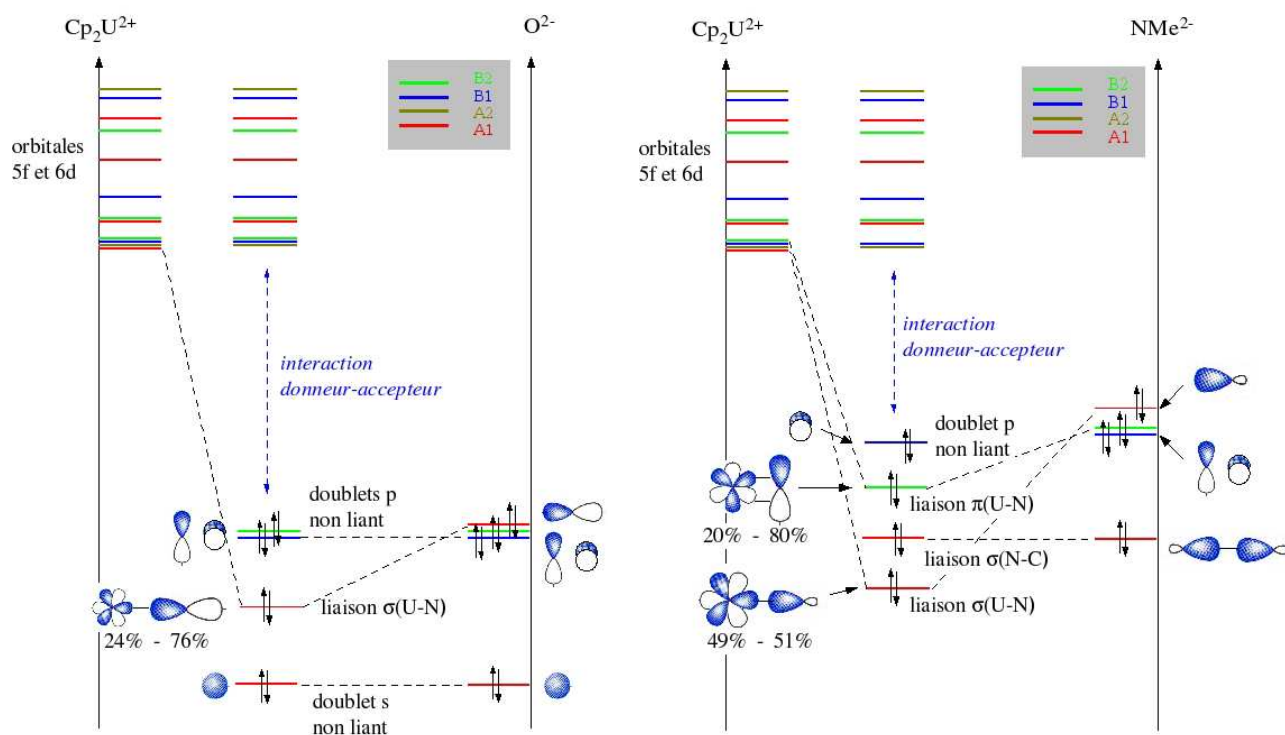 Cp₂U²⁺
O²⁻
B2
B1
A2
A1
orbitales
5f et 6d
interaction
donneur-accepteur
doublets p
non liant
liaison σ(U-N)
24% - 76%
doublet s
non liant
Cp₂U²⁺
NMe²⁻
B2
B1
A2
A1
orbitales
5f et 6d
interaction
donneur-accepteur
doublet p
non liant
liaison π(U-N)
20% - 80%
liaison σ(N-C)
liaison σ(U-N)
49% - 51%